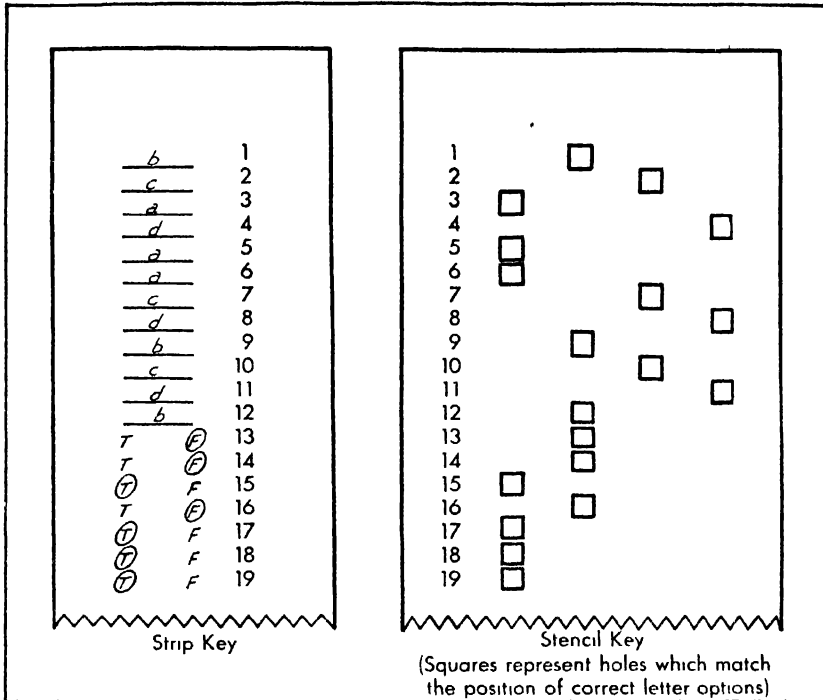 b 1
c 2
a 3
d 4
a 5
a 6
c 7
d 8
b 9
c 10
d 11
b 12
T F 13
T F 14
T F 15
T F 16
T F 17
T F 18
T F 19
Strip Key
1
2
3
4
5
6
7
8
9
10
11
12
13
14
15
16
17
18
19
Stencil Key
(Squares represent holes which match
the position of correct letter options)